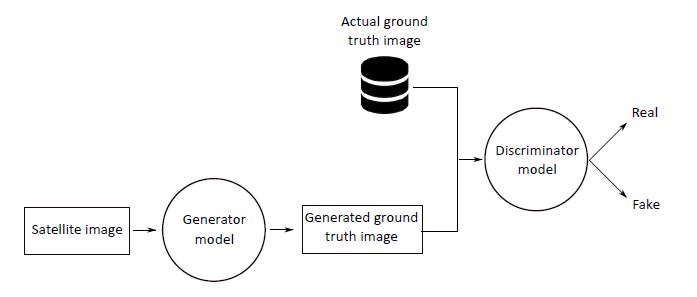 Actual ground
truth image
Real
Discriminator
model
Fake
Satellite image
Generator
model
Generated ground
truth image